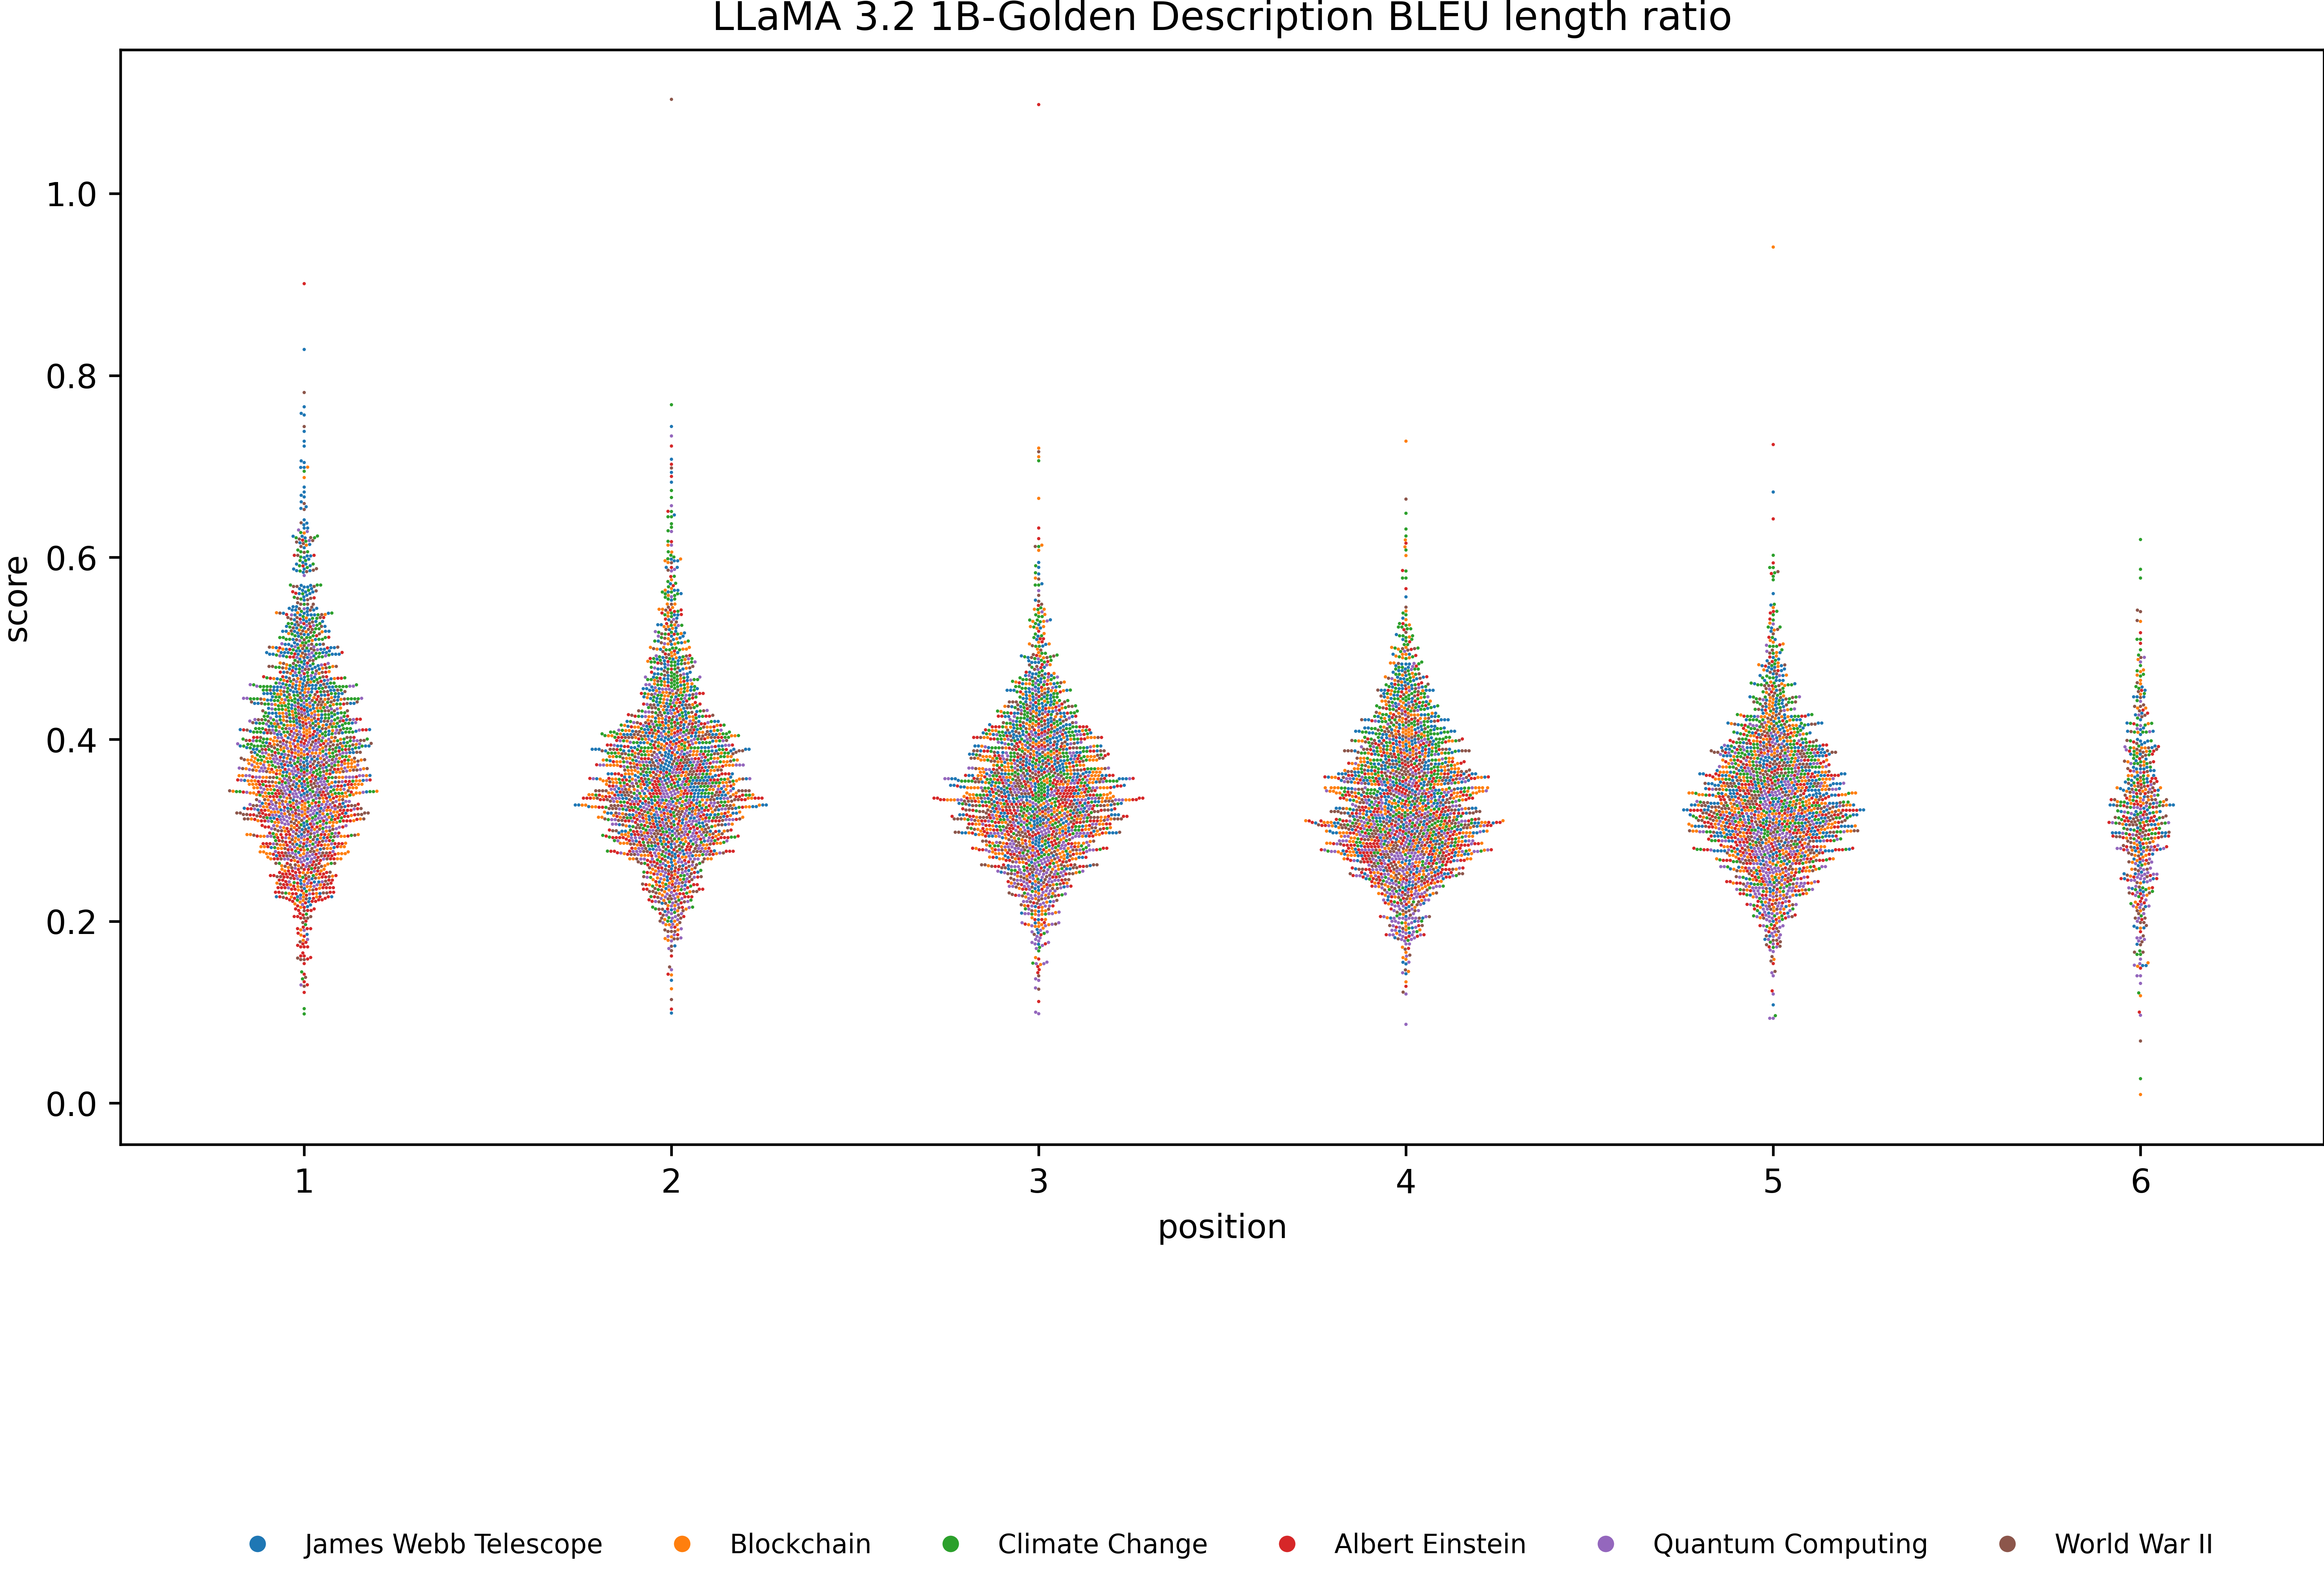 LLaMA 3.2 1B-Golden Description BLEU length ratio
score
1.0
0.8
0.6
0.4
0.2
0.0
1 2 3 4 5 6
position
James Webb Telescope Blockchain Climate Change Albert Einstein Quantum Computing World War II